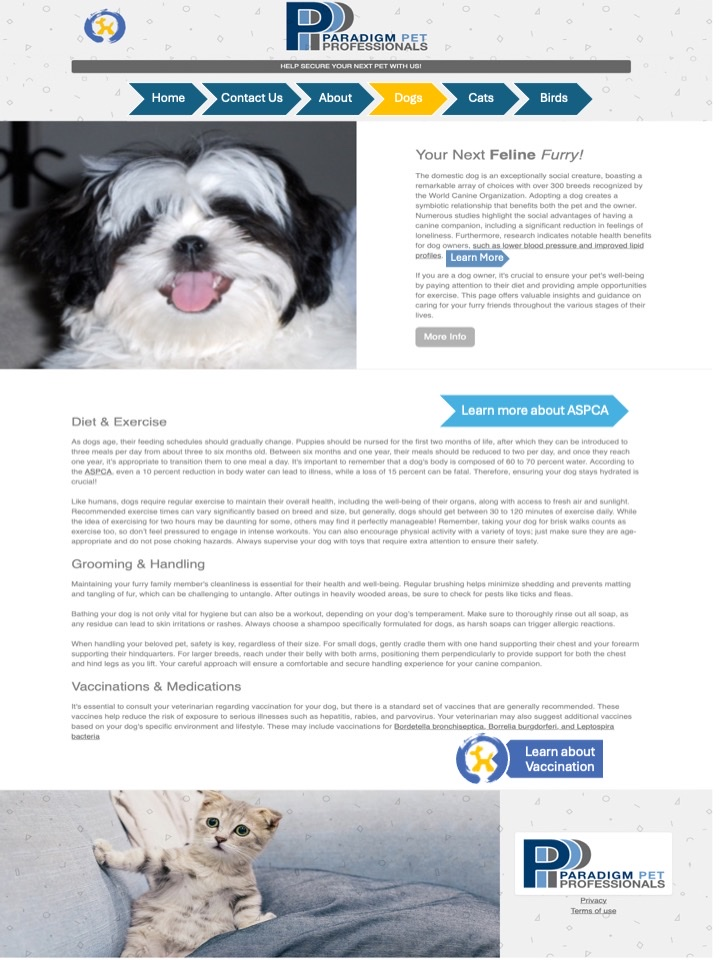 PARADIGM PET
PROFESSIONALS
HELP SECURE YOUR NEXT PET WITH US!
Home
Contact Us
About
Dogs
Cats
Birds
Your Next Feline Furry!
The domestic dog is an exceptionally social creature, boasting a
remarkable array of choices with over 300 breeds recognized by
the World Canine Organization. Adopting a dog creates a
symbiotic relationship that benefits both the pet and the owner.
Numerous studies highlight the social advantages of having a
canine companion, including a significant reduction in feelings of
loneliness. Furthermore, research indicates notable health benefits
for dog owners, such as lower blood pressure and improved lipid
profiles. Learn More
If you are a dog owner, it's crucial to ensure your pet's well-being
by paying attention to their diet and providing ample opportunities
for exercise. This page offers valuable insights and guidance on
caring for your furry friends throughout the various stages of their
lives.
More Info
Learn more about ASPCA
Diet & Exercise
As dogs age, their feeding schedules should gradually change. Puppies should be nursed for the first two months of life, after which they can be introduced to
three meals per day from about three to six months old. Between six months and one year, their meals should be reduced to two per day, and once they reach
one year, it's appropriate to transition them to one meal a day. It's important to remember that a dog's body is composed of 60 to 70 percent water. According to
the ASPCA, even a 10 percent reduction in body water can lead to illness, while a loss of 15 percent can be fatal. Therefore, ensuring your dog stays hydrated is
crucial!
Like humans, dogs require regular exercise to maintain their overall health, including the well-being of their organs, along with access to fresh air and sunlight.
Recommended exercise times can vary significantly based on breed and size, but generally, dogs should get between 30 to 120 minutes of exercise daily. While
the idea of exercising for two hours may be daunting for some, others may find it perfectly manageable! Remember, taking your dog for brisk walks counts as
exercise too, so don't feel pressured to engage in intense workouts. You can also encourage physical activity with a variety of toys; just make sure they are age-
appropriate and do not pose choking hazards. Always supervise your dog with toys that require extra attention to ensure their safety.
Grooming & Handling
Maintaining your furry family member's cleanliness is essential for their health and well-being. Regular brushing helps minimize shedding and prevents matting
and tangling of fur, which can be challenging to untangle. After outings in heavily wooded areas, be sure to check for pests like ticks and fleas.
Bathing your dog is not only vital for hygiene but can also be a workout, depending on your dog's temperament. Make sure to thoroughly rinse out all soap, as
any residue can lead to skin irritations or rashes. Always choose a shampoo specifically formulated for dogs, as harsh soaps can trigger allergic reactions.
When handling your beloved pet, safety is key, regardless of their size. For small dogs, gently cradle them with one hand supporting their chest and your forearm
supporting their hindquarters. For larger breeds, reach under their belly with both arms, positioning them perpendicularly to provide support for both the chest
and hind legs as you lift. Your careful approach will ensure a comfortable and secure handling experience for your canine companion.
Vaccinations & Medications
It's essential to consult your veterinarian regarding vaccination for your dog, but there is a standard set of vaccines that are generally recommended. These
vaccines help reduce the risk of exposure to serious illnesses such as hepatitis, rabies, and parvovirus. Your veterinarian may also suggest additional vaccines
based on your dog's specific environment and lifestyle. These may include vaccinations for Bordetella bronchiseptica, Borrelia burgdorferi, and Leptospira
bacteria
Learn about
Vaccination
PARADIGM PET
PROFESSIONALS
Privacy
Terms of use